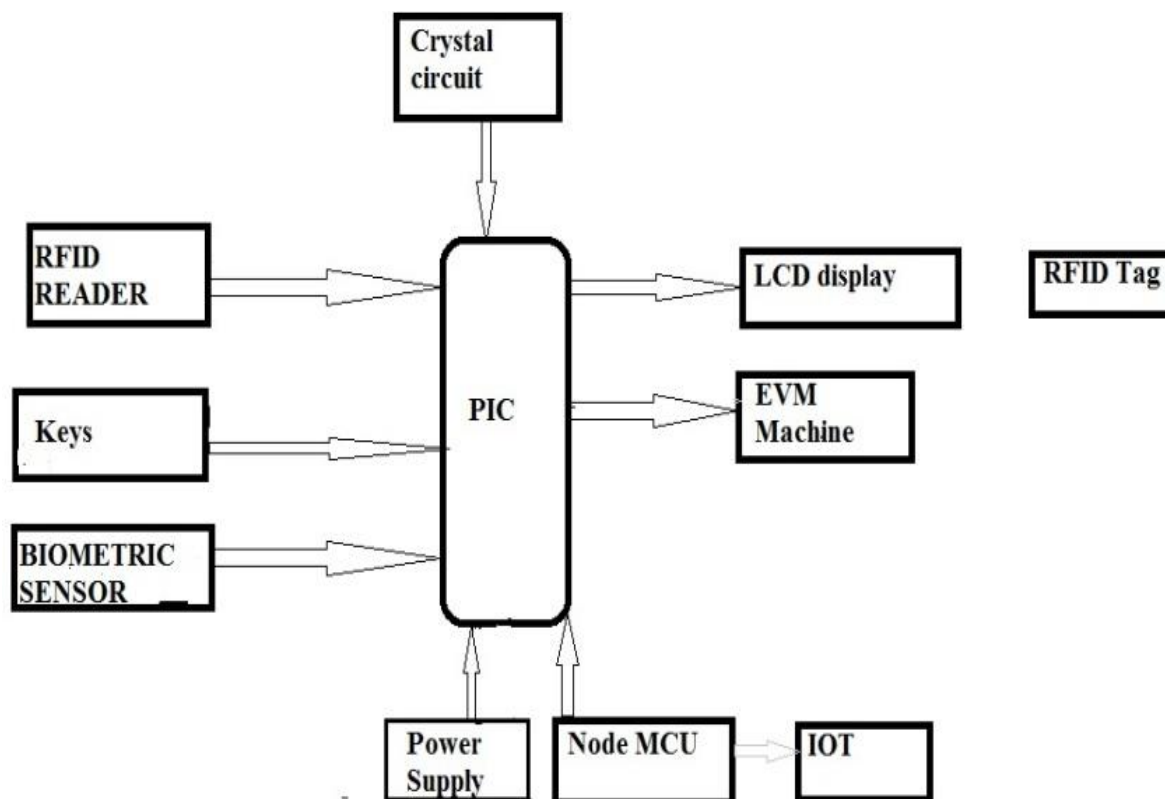 Crystal
circuit
RFID
READER
LCD display
RFID Tag
Keys
PIC
EVM
Machine
BIOMETRIC
SENSOR
Power
Supply
Node MCU
IOT